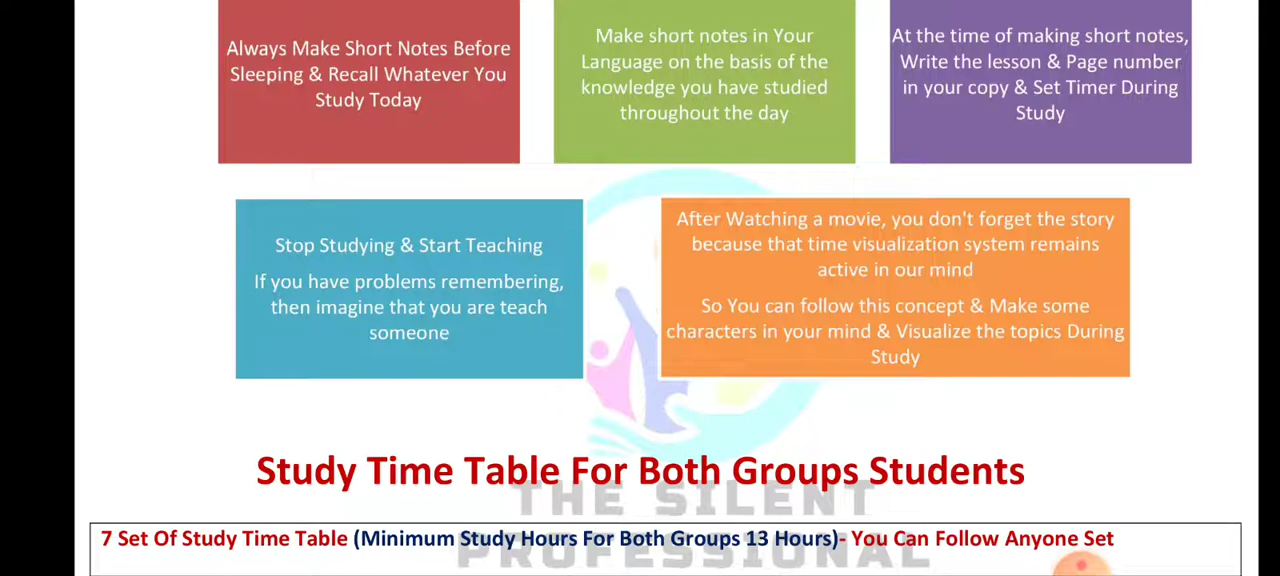 Always Make Short Notes Before
Sleeping & Recall Whatever You
Study Today
Make short notes in Your
Language on the basis of the
knowledge you have studied
throughout the day
At the time of making short notes,
Write the lesson & Page number
in your copy & Set Timer During
Study
Stop Studying & Start Teaching
If you have problems remembering,
then imagine that you are teach
someone
After Watching a movie, you don't forget the story
because that time visualization system remains
active in our mind
So You can follow this concept & Make some
characters in your mind & Visualize the topics During
Study
Study Time Table For Both Groups Students
THE SILENT
PROFESSIONAL
7 Set Of Study Time Table (Minimum Study Hours For Both Groups 13 Hours)- You Can Follow Anyone Set